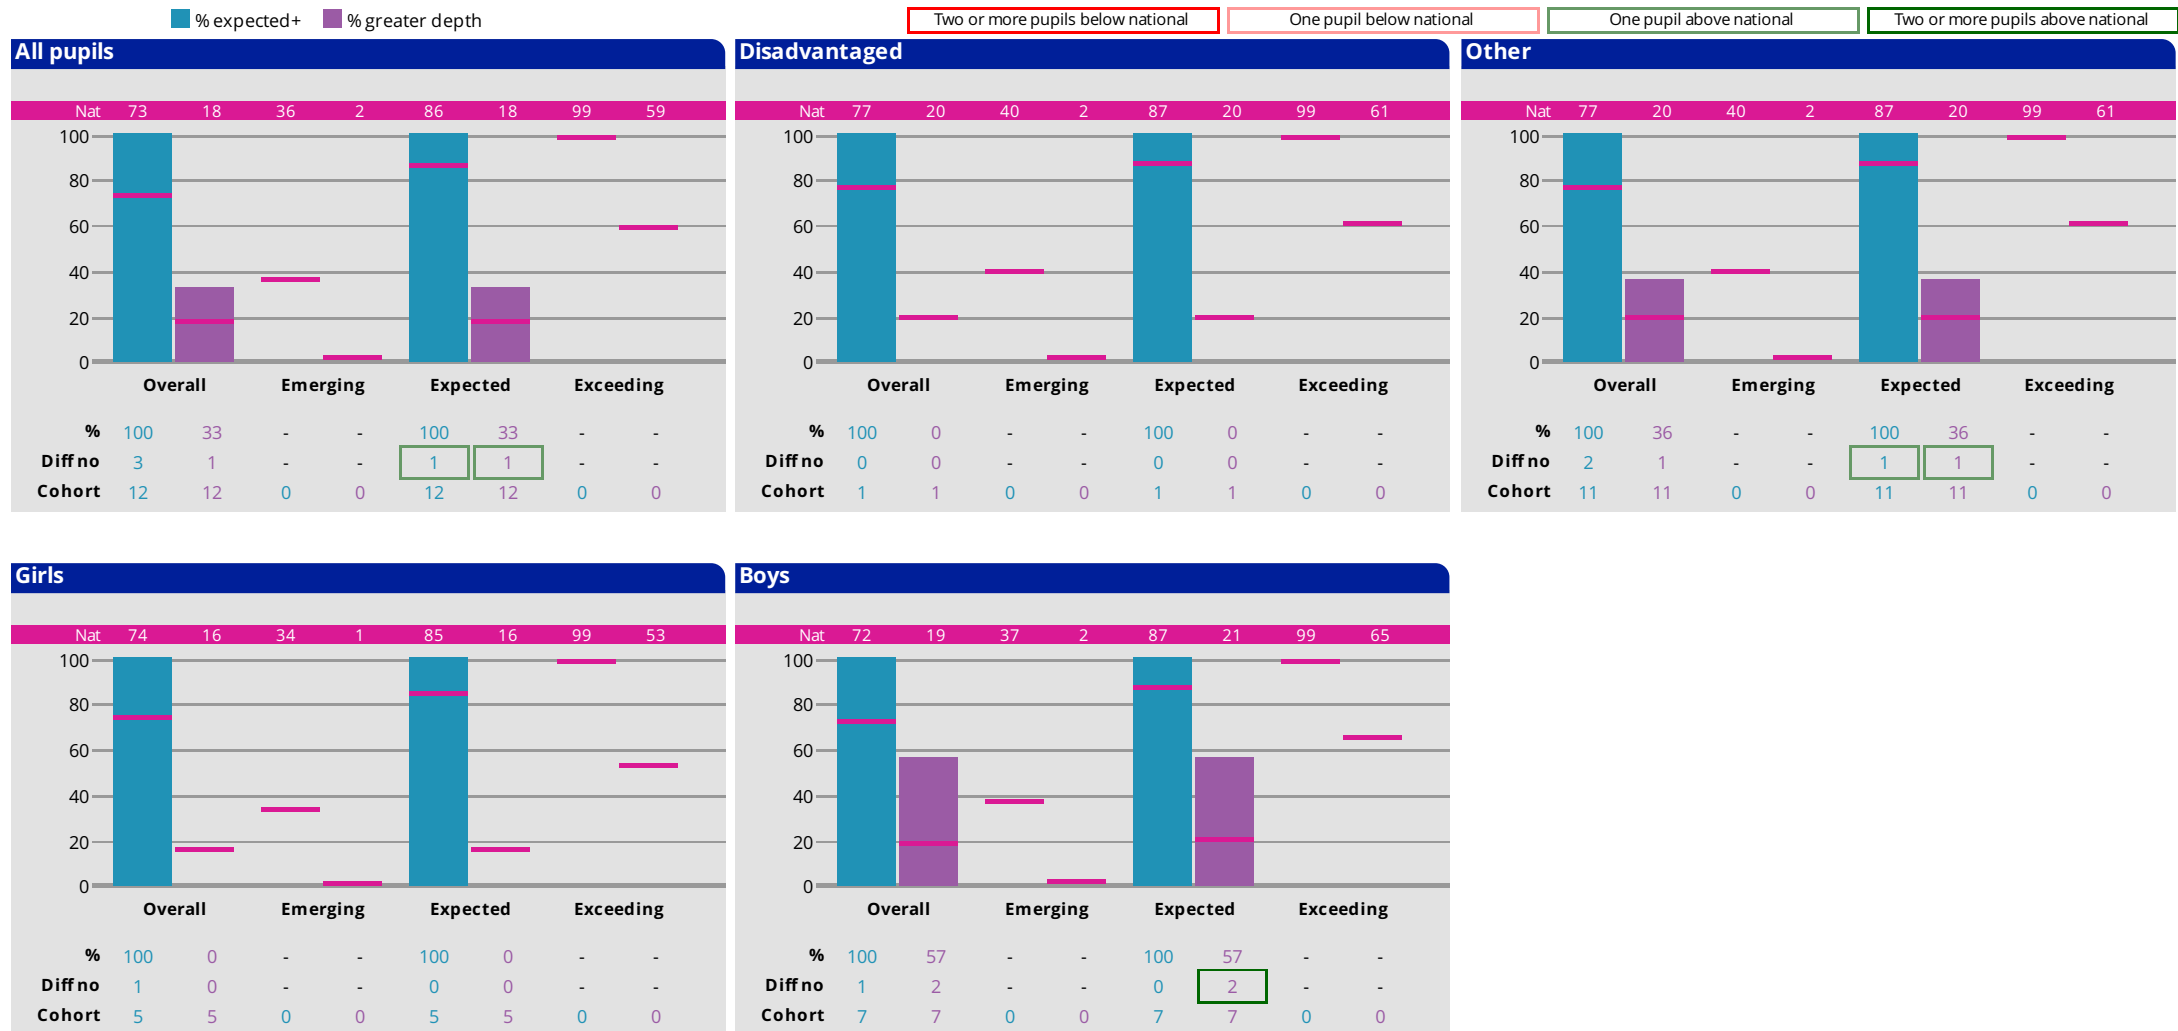 % expected+ % greater depth
Two or more pupils below national One pupil below national One pupil above national Two or more pupils above national
All pupils
Nat 73 18 36 2 86 18 99 59
100
80
60
40
20
0
Overall Emerging Expected Exceeding
% 100 33 - - 100 33 - -
Diff no 3 1 - - 1 1 - -
Cohort 12 12 0 0 12 12 0 0
Disadvantaged
Nat 77 20 40 2 87 20 99 61
100
80
60
40
20
0
Overall Emerging Expected Exceeding
% 100 0 - - 100 0 - -
Diff no 0 0 - - 0 0 - -
Cohort 1 1 0 0 1 1 0 0
Other
Nat 77 20 40 2 87 20 99 61
100
80
60
40
20
0
Overall Emerging Expected Exceeding
% 100 36 - - 100 36 - -
Diff no 2 1 - - 1 1 - -
Cohort 11 11 0 0 11 11 0 0
Girls
Nat 74 16 34 1 85 16 99 53
100
80
60
40
20
0
Overall Emerging Expected Exceeding
% 100 0 - - 100 0 - -
Diff no 1 0 - - 0 0 - -
Cohort 5 5 0 0 5 5 0 0
Boys
Nat 72 19 37 2 87 21 99 65
100
80
60
40
20
0
Overall Emerging Expected Exceeding
% 100 57 - - 100 57 - -
Diff no 1 2 - - 0 2 - -
Cohort 7 7 0 0 7 7 0 0